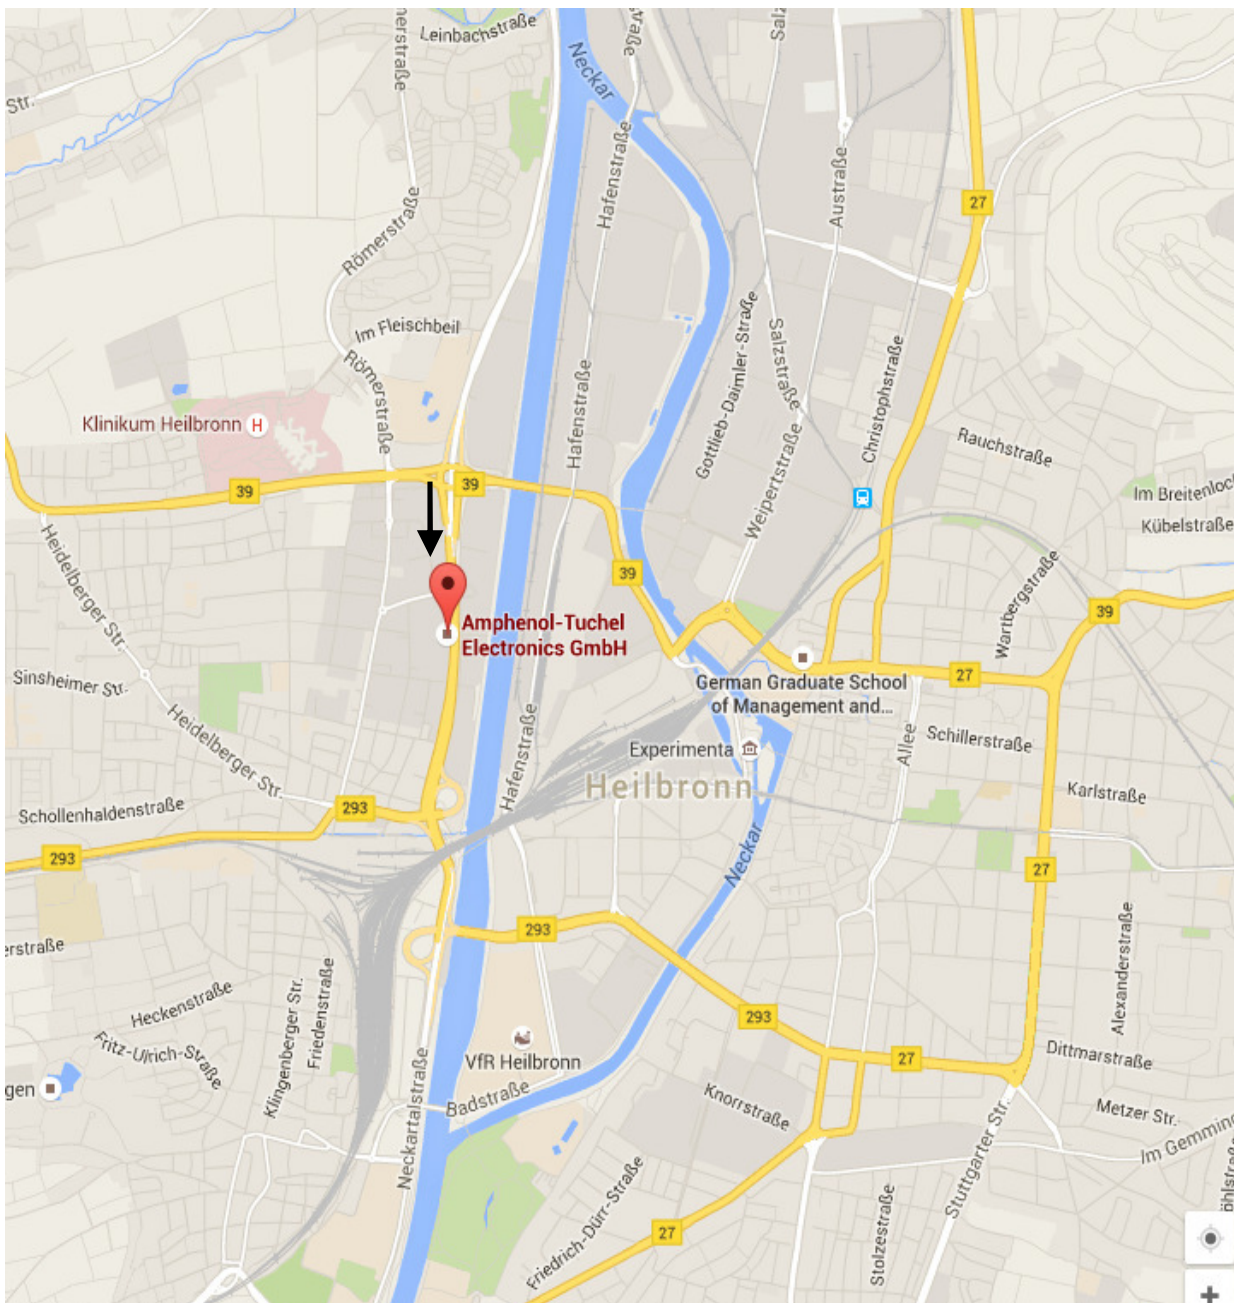 Leinbachstraße
Str.
Neckar
Hafenstraße
Austraße
27
Römerstraße
Im Fleischbeil
Römerstraße
Gottlieb-Daimler-Straße
Salzstraße
Christophstraße
Klinikum Heilbronn
H
Hafenstraße
Weipertstraße
Rauchstraße
39
39
Im Breitenloch
Kübelstraße
Heidelberger Str.
39
Wartbergstraße
39
Amphenol-Tuchel
Electronics GmbH
German Graduate School
of Management and...
27
Sinsheimer Str.
Heidelberger Str.
Hafenstraße
Experimenta
Allee
Schillerstraße
Heilbronn
Karlstraße
Schollenhaldenstraße
293
293
Neckar
27
erstraße
293
Alexanderstraße
Heckenstraße
Friedenstraße
Klingenberger Str.
Fritz-Ulrich-Straße
293
VfR Heilbronn
27
Dittmarstraße
gen
Neckartalstraße
Badstraße
Knorrstraße
Metzer Str.
Im Gemming
Stuttgarter Str.
Friedrich-Dürr-Straße
27
Stolzestraße
+